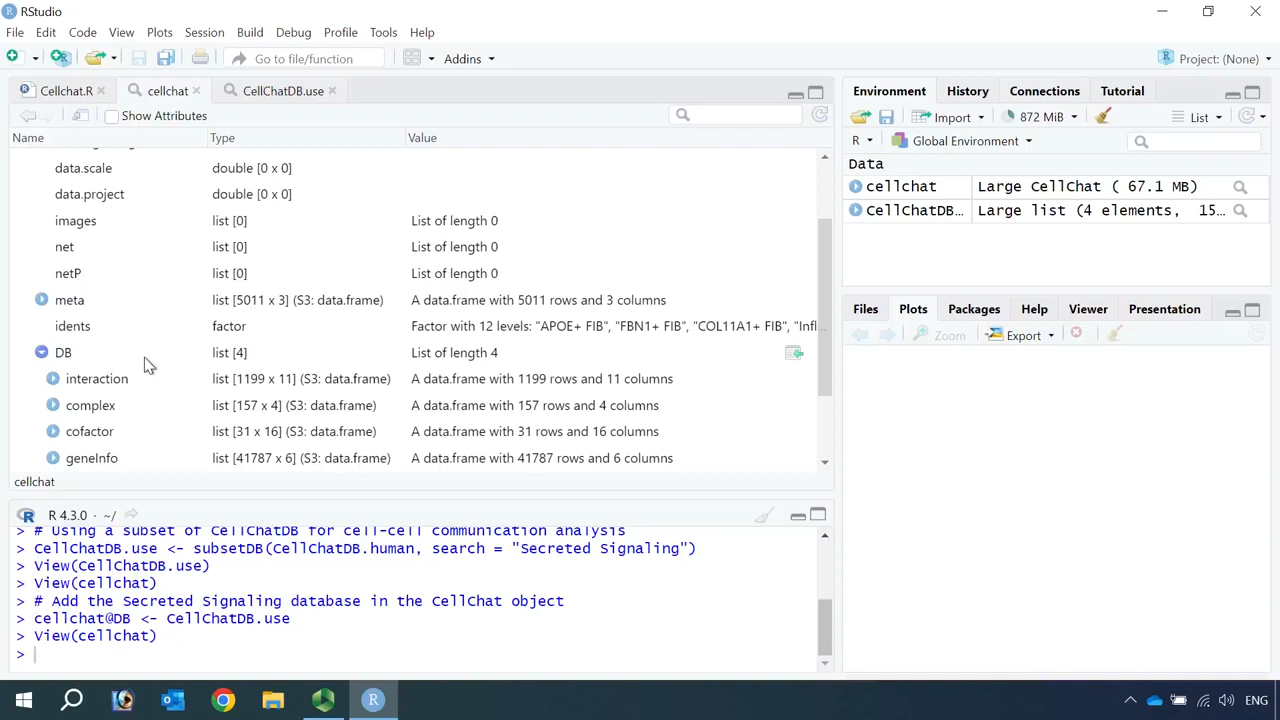 RStudio
File Edit Code View Plots Session Build Debug Profile Tools Help
Go to file/function Addins Project: (None)
Cellchat.R cellchat CellChatDB.use
Show Attributes
Name Type Value
data.scale double [0 x 0]
data.project double [0 x 0]
images list [0] List of length 0
net list [0] List of length 0
netP list [0] List of length 0
meta list [5011 x 3] (S3: data.frame) A data.frame with 5011 rows and 3 columns
idents factor Factor with 12 levels: "APOE+ FIB", "FBN1+ FIB", "COL11A1+ FIB", "Infl...
DB list [4] List of length 4
interaction list [1199 x 11] (S3: data.frame) A data.frame with 1199 rows and 11 columns
complex list [157 x 4] (S3: data.frame) A data.frame with 157 rows and 4 columns
cofactor list [31 x 16] (S3: data.frame) A data.frame with 31 rows and 16 columns
geneInfo list [41787 x 6] (S3: data.frame) A data.frame with 41787 rows and 6 columns
cellchat
R 4.3.0 · ~/
> # Using a subset of CellChatDB for cell-cell communication analysis
> CellChatDB.use <- subsetDB(CellChatDB.human, search = "Secreted Signaling")
> View(CellChatDB.use)
> View(cellchat)
> # Add the Secreted Signaling database in the CellChat object
> cellchat@DB <- CellChatDB.use
> View(cellchat)
>
Environment History Connections Tutorial
Import 872 MiB List
R Global Environment
Data
cellchat Large CellChat ( 67.1 MB)
CellChatDB… Large list (4 elements, 15…
Files Plots Packages Help Viewer Presentation
Zoom Export
ENG